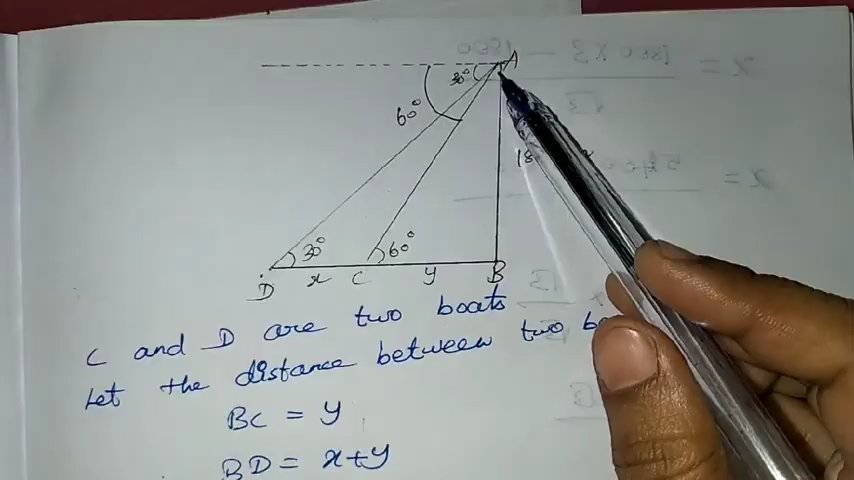 A
30°
60°
18
30°
60°
D x C y B
C and D are two boats
Let the distance between two
BC = y
BD = x+y